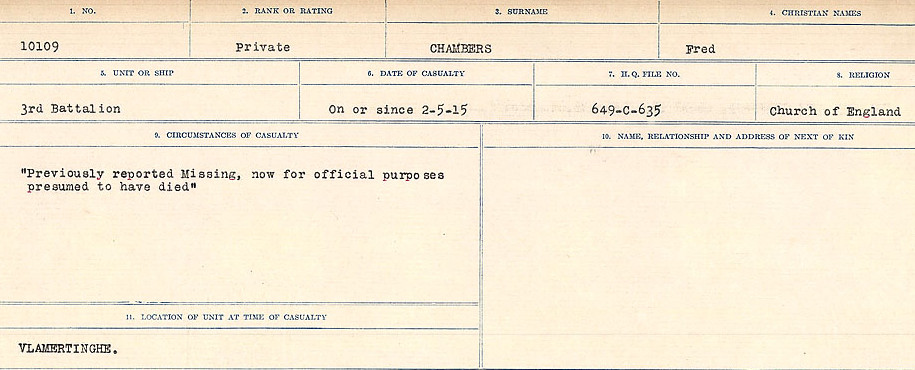 1. NO.
2. RANK OR RATING
3. SURNAME
4. CHRISTIAN NAMES
10109
Private
CHAMBERS
Fred
5. UNIT OR SHIP
6. DATE OF CASUALTY
7. H.Q. FILE NO.
8. RELIGION
3rd Battalion
On or since 2-5-15
649-C-635
Church of England
9. CIRCUMSTANCES OF CASUALTY
"Previously reported Missing, now for official purposes
presumed to have died"
10. NAME, RELATIONSHIP AND ADDRESS OF NEXT OF KIN
11. LOCATION OF UNIT AT TIME OF CASUALTY
VLAMERTINGHE.